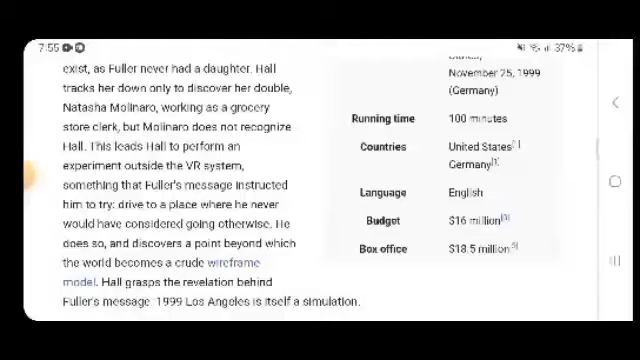 7:55
37%
exist, as Fuller never had a daughter. Hall
tracks her down only to discover her double,
Natasha Molinaro, working as a grocery
store clerk, but Molinaro does not recognize
Hall. This leads Hall to perform an
experiment outside the VR system,
something that Fuller's message instructed
him to try: drive to a place where he never
would have considered going otherwise. He
does so, and discovers a point beyond which
the world becomes a crude wireframe
model. Hall grasps the revelation behind
Fuller's message: 1999 Los Angeles is itself a simulation.
November 25, 1999
(Germany)
Running time 100 minutes
Countries United States[1]
Germany[1]
Language English
Budget $16 million[3]
Box office $18.5 million